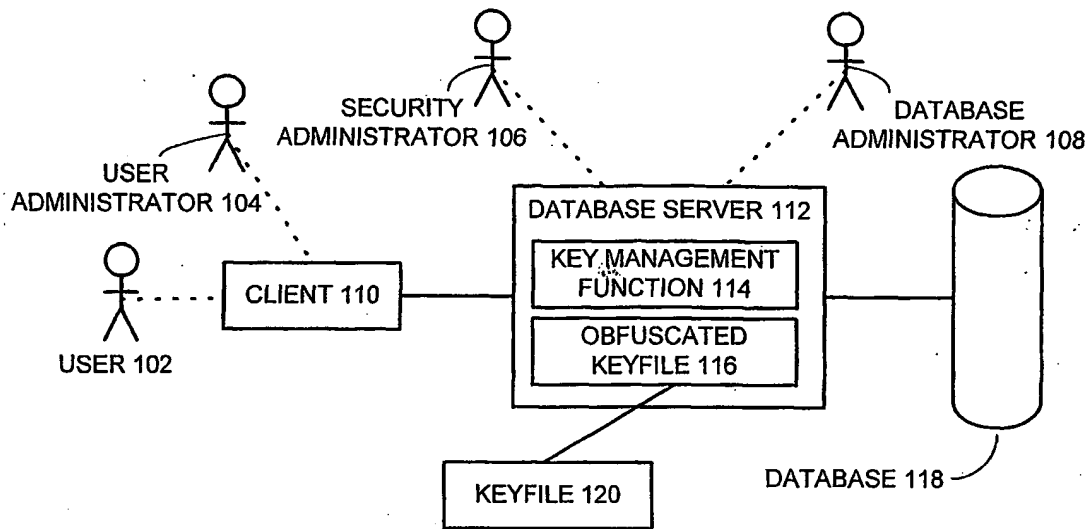 SECURITY
ADMINISTRATOR 106
DATABASE
ADMINISTRATOR 108
USER
ADMINISTRATOR 104
DATABASE SERVER 112
KEY MANAGEMENT
FUNCTION 114
CLIENT 110
OBFUSCATED
KEYFILE 116
USER 102
DATABASE 118
KEYFILE 120